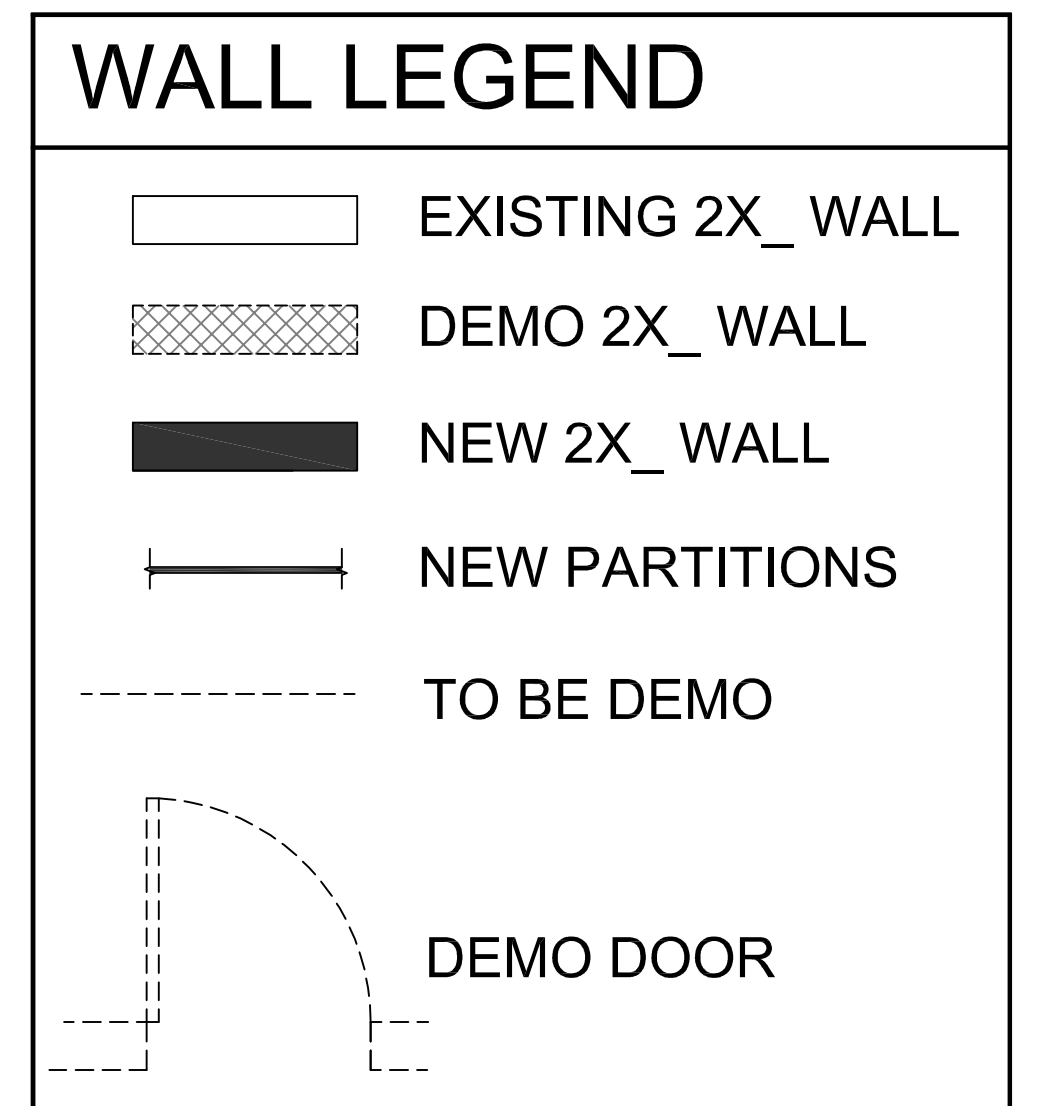 WALL LEGEND
EXISTING 2X_ WALL
DEMO 2X_ WALL
NEW 2X_ WALL
NEW PARTITIONS
TO BE DEMO
DEMO DOOR